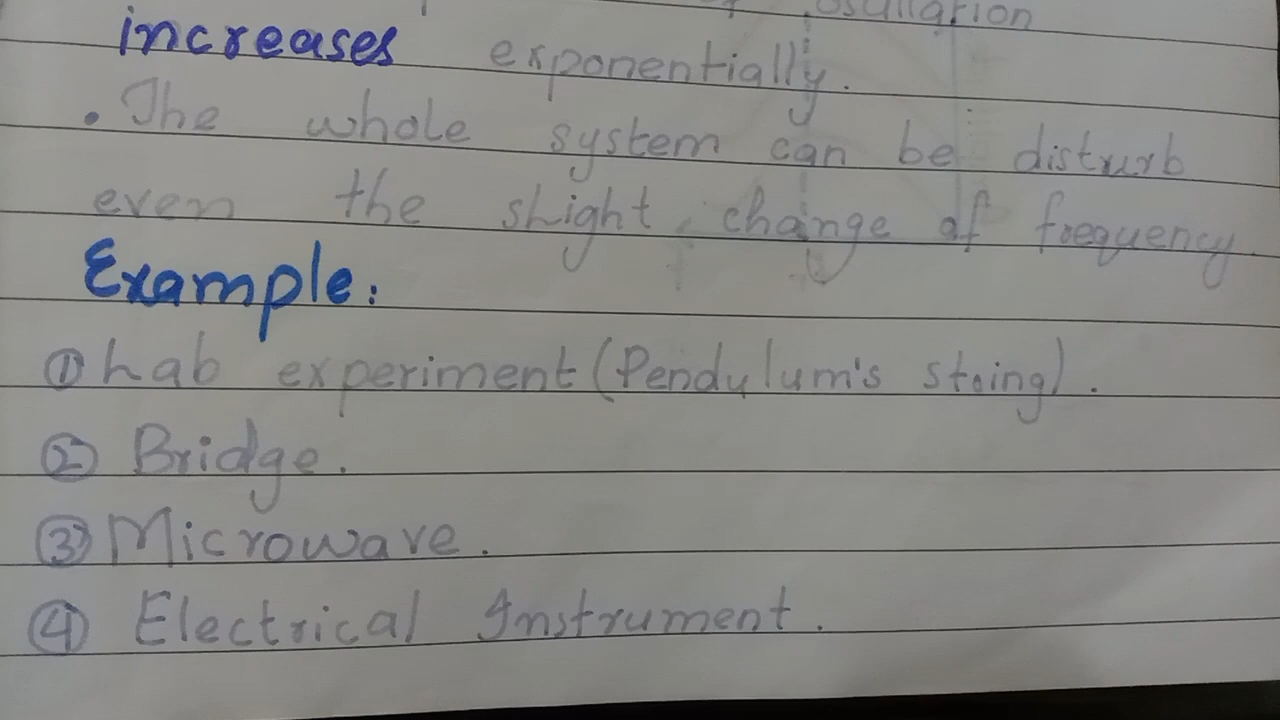 oscillation
increases exponentially.
. The whole system can be disturb
even the slight change of frequency.
Example:
① Lab experiment (Pendulum's string).
② Bridge.
③ Microwave.
④ Electrical Instrument.